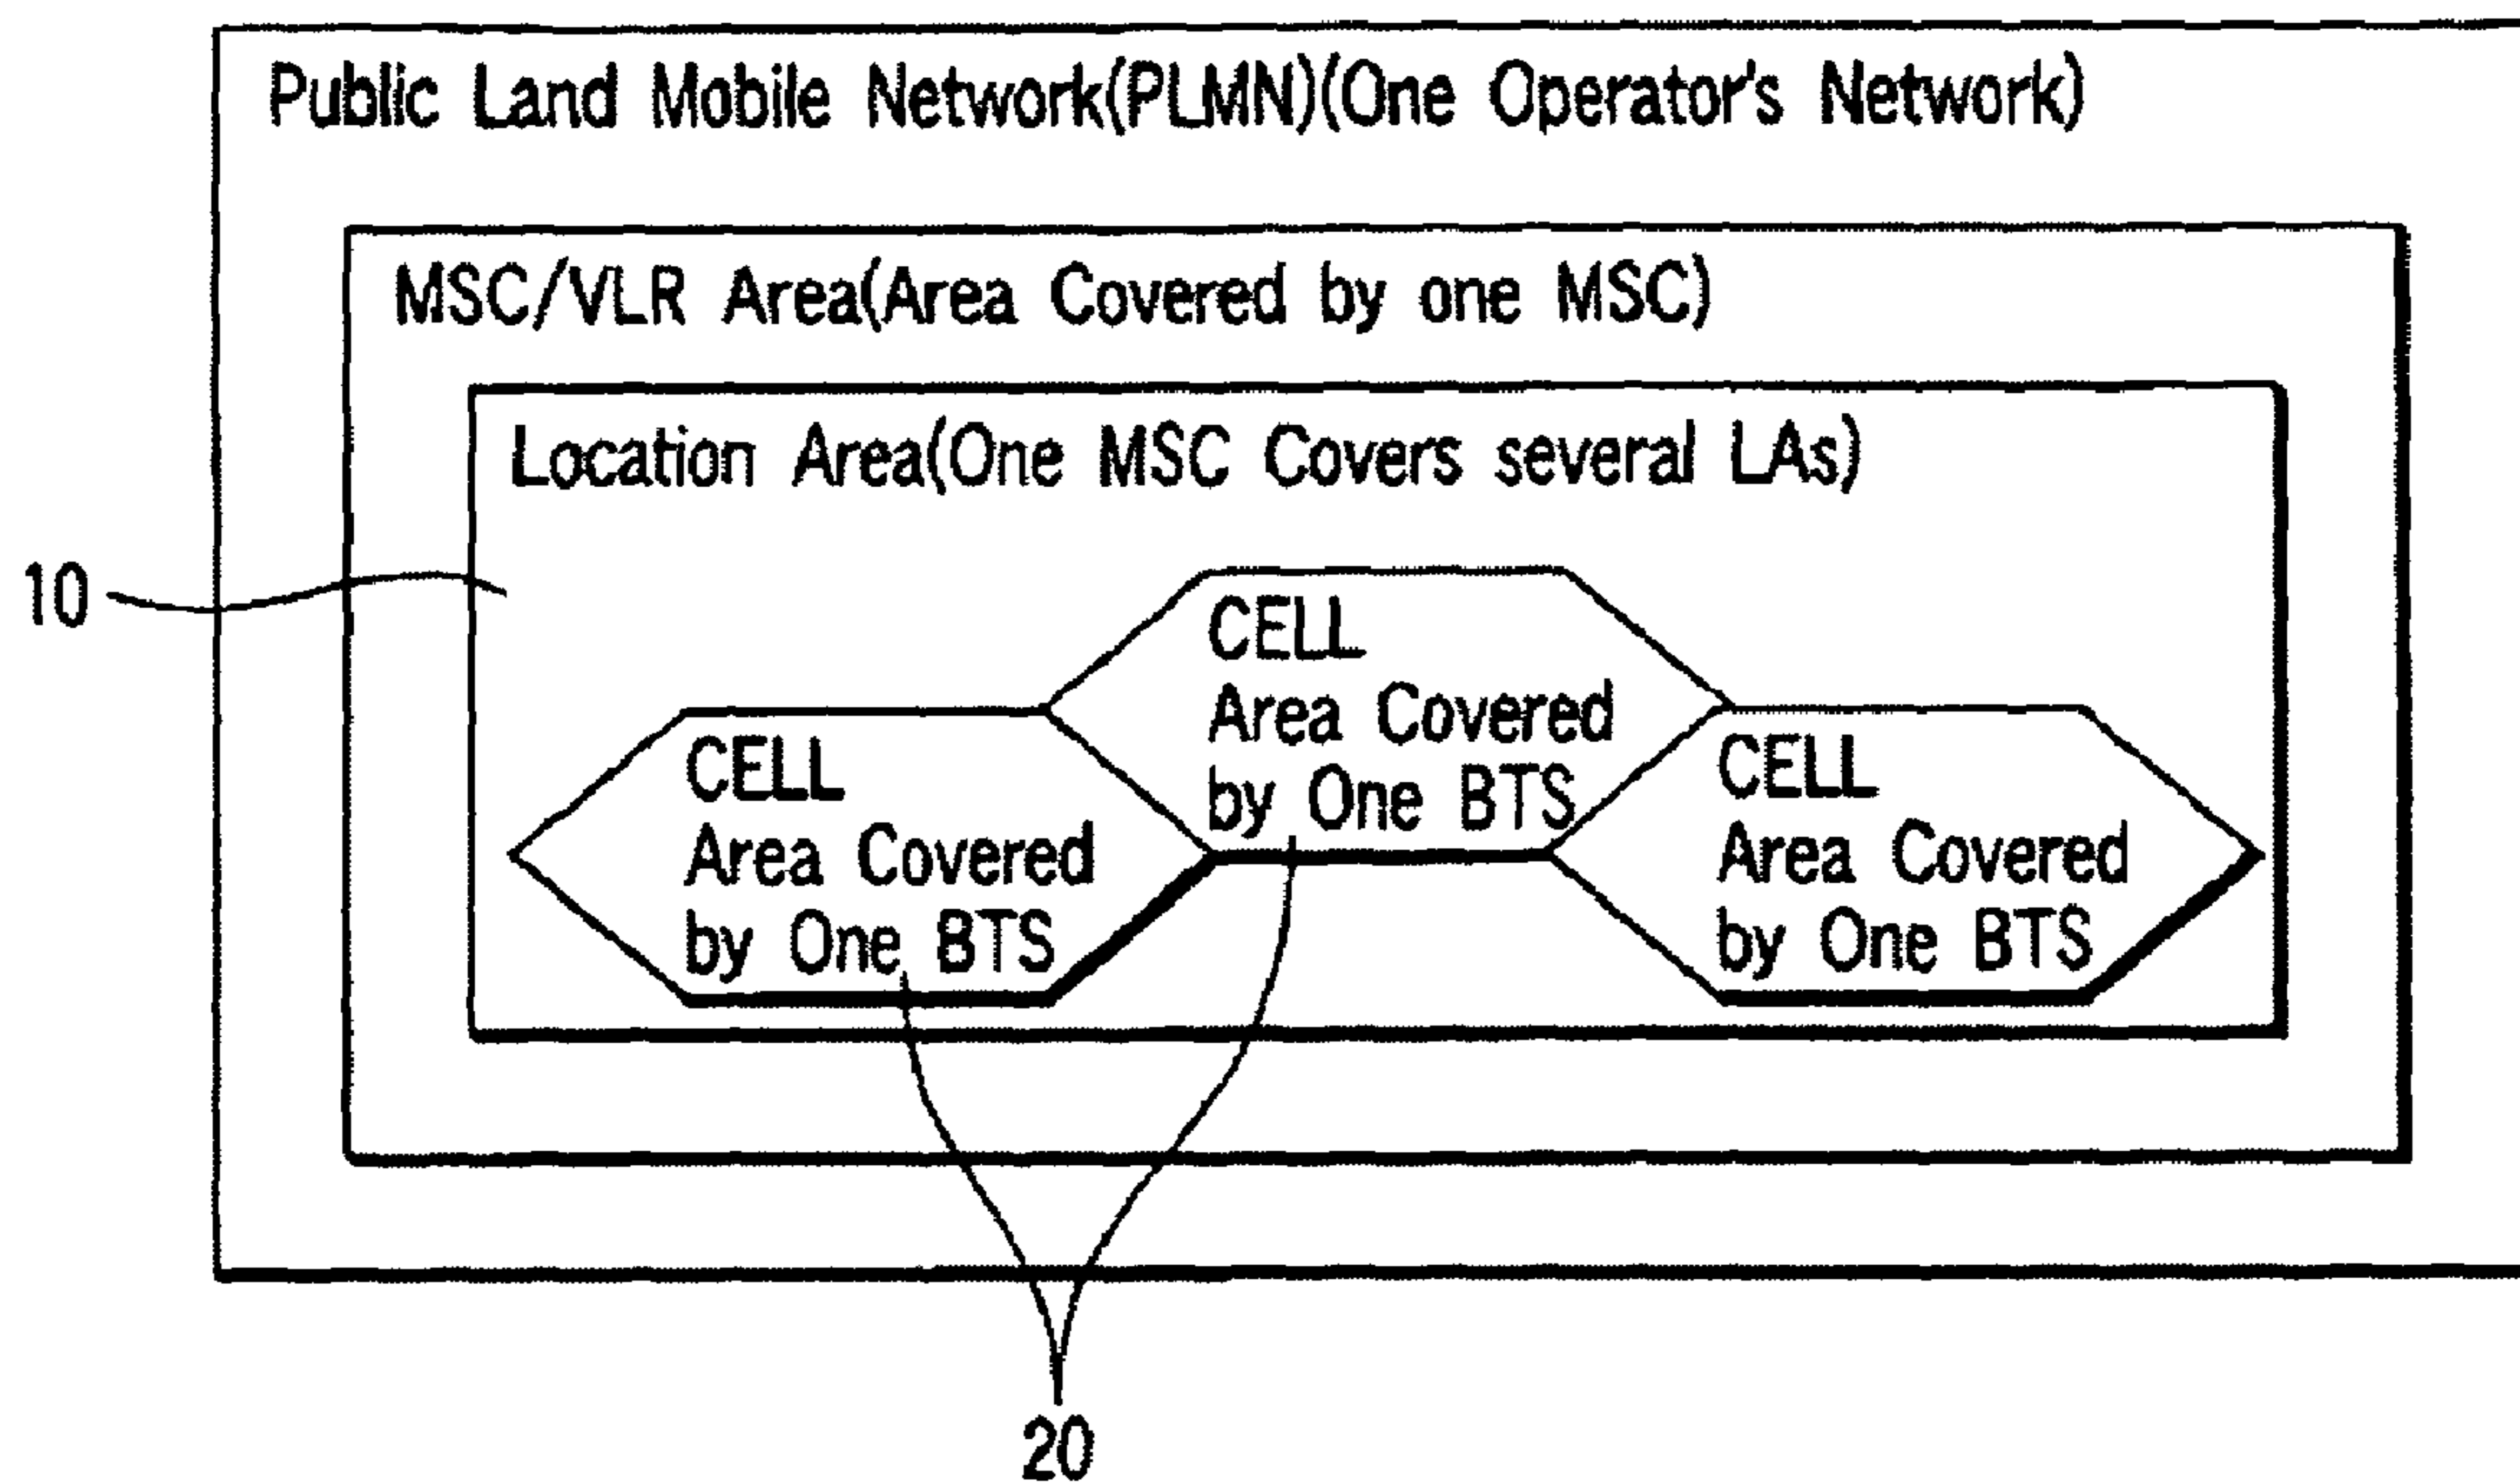 Public Land Mobile Network(PLMN)(One Operator's Network)
MSC/VLR Area(Area Covered by one MSC)
Location Area(One MSC Covers several LAs)
10
CELL
Area Covered
by One BTS
CELL
Area Covered
by One BTS
CELL
Area Covered
by One BTS
20